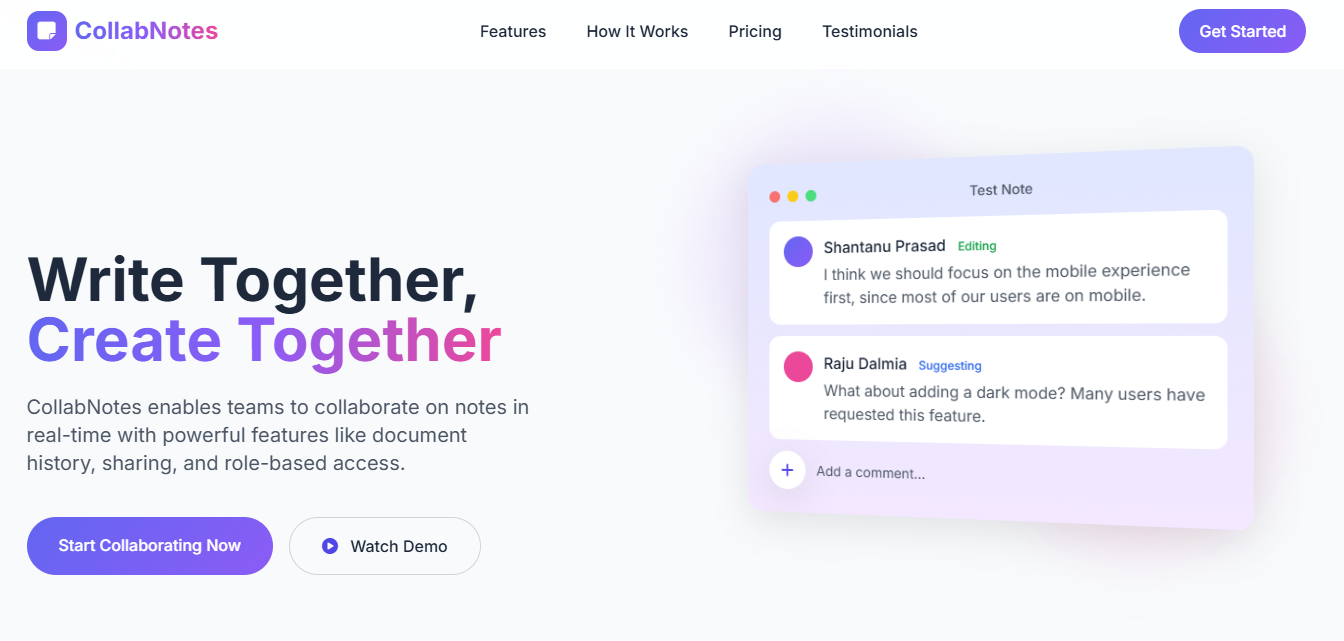 CollabNotes
Features
How It Works
Pricing
Testimonials
Get Started
Write Together,
Create Together
CollabNotes enables teams to collaborate on notes in
real-time with powerful features like document
history, sharing, and role-based access.
Start Collaborating Now
Watch Demo
Test Note
Shantanu Prasad Editing
I think we should focus on the mobile experience
first, since most of our users are on mobile.
Raju Dalmia Suggesting
What about adding a dark mode? Many users have
requested this feature.
+ Add a comment...